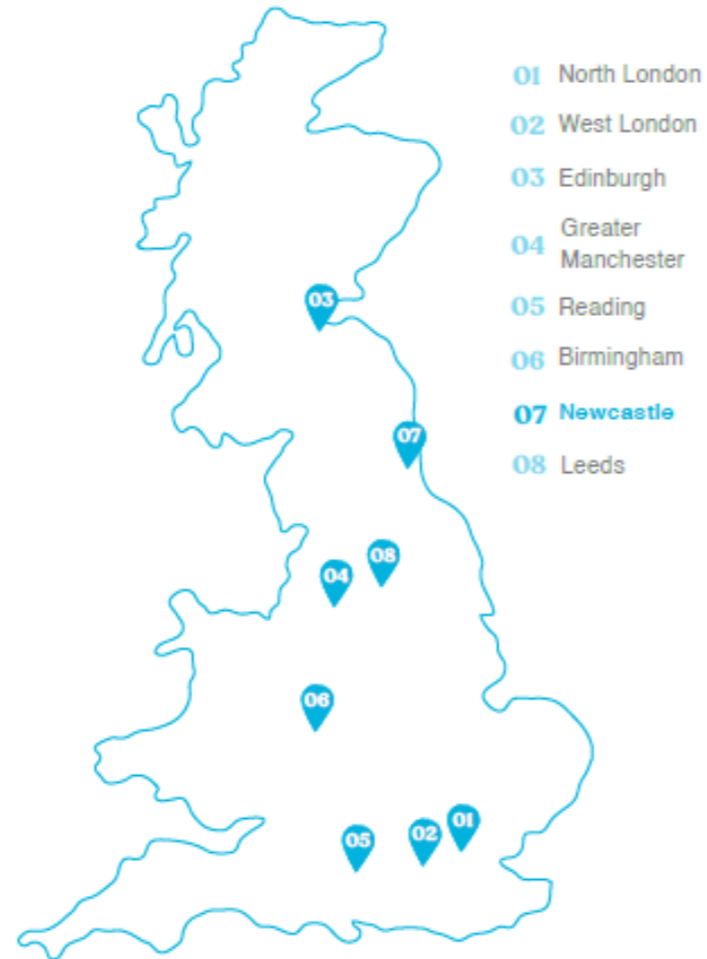 01 North London
02 West London
03 Edinburgh
04 Greater
Manchester
05 Reading
06 Birmingham
07 Newcastle
08 Leeds
03
07
08
04
06
01
02
05